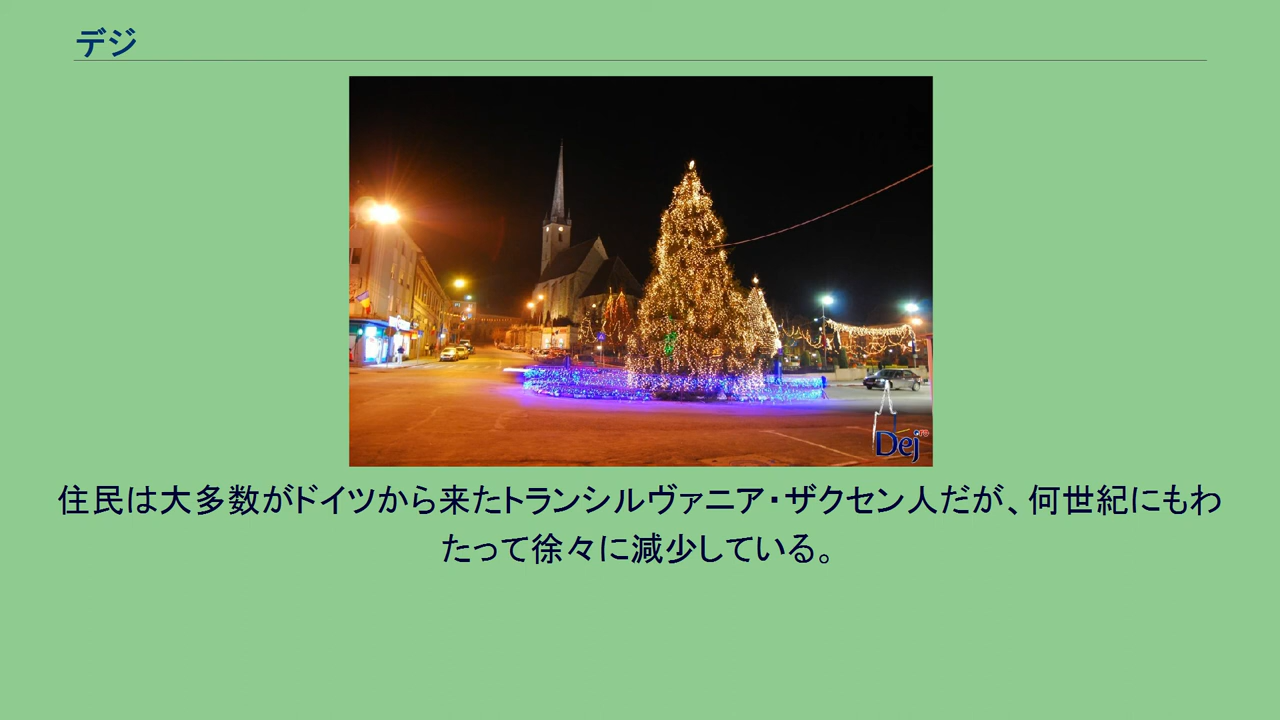 デジ
Dej
住民は大多数がドイツから来たトランシルヴァニア・ザクセン人だが、何世紀にもわ
たって徐々に減少している。